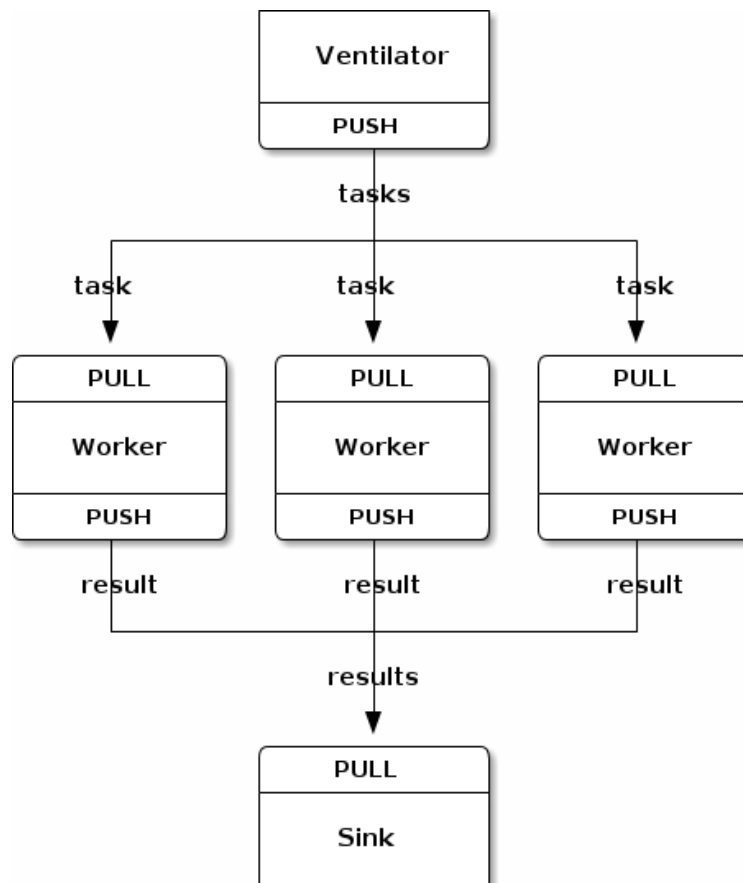 Ventilator
PUSH
tasks
task task task
PULL PULL PULL
Worker Worker Worker
PUSH PUSH PUSH
result result result
results
PULL
Sink